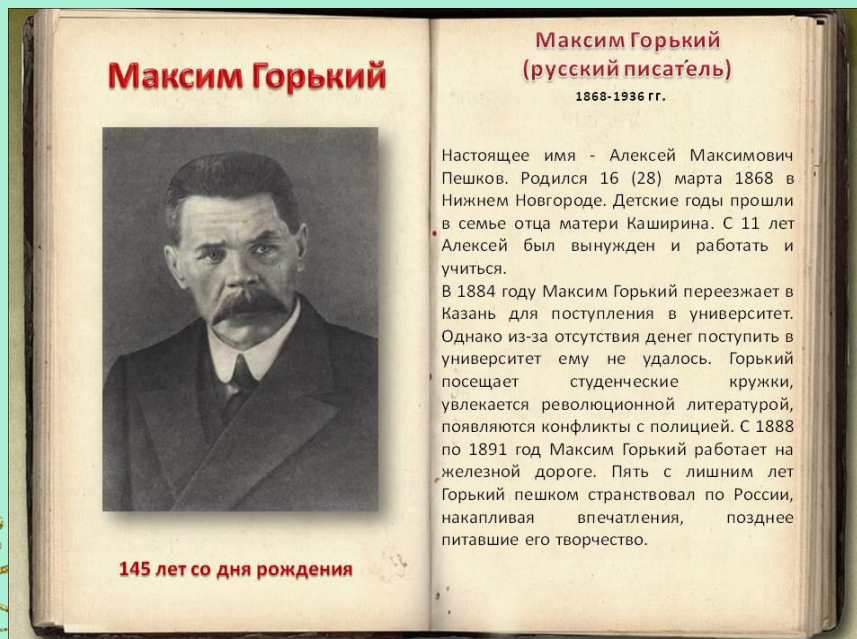 Максим Горький
145 лет со дня рождения
Максим Горький
(русский писатель)
1868-1936 гг.
Настоящее имя - Алексей Максимович
Пешков. Родился 16 (28) марта 1868 в
Нижнем Новгороде. Детские годы прошли
в семье отца матери Каширина. С 11 лет
Алексей был вынужден и работать и
учиться.
В 1884 году Максим Горький переезжает в
Казань для поступления в университет.
Однако из-за отсутствия денег поступить в
университет ему не удалось. Горький
посещает студенческие кружки,
увлекается революционной литературой,
появляются конфликты с полицией. С 1888
по 1891 год Максим Горький работает на
железной дороге. Пять с лишним лет
Горький пешком странствовал по России,
накапливая впечатления, позднее
питавшие его творчество.